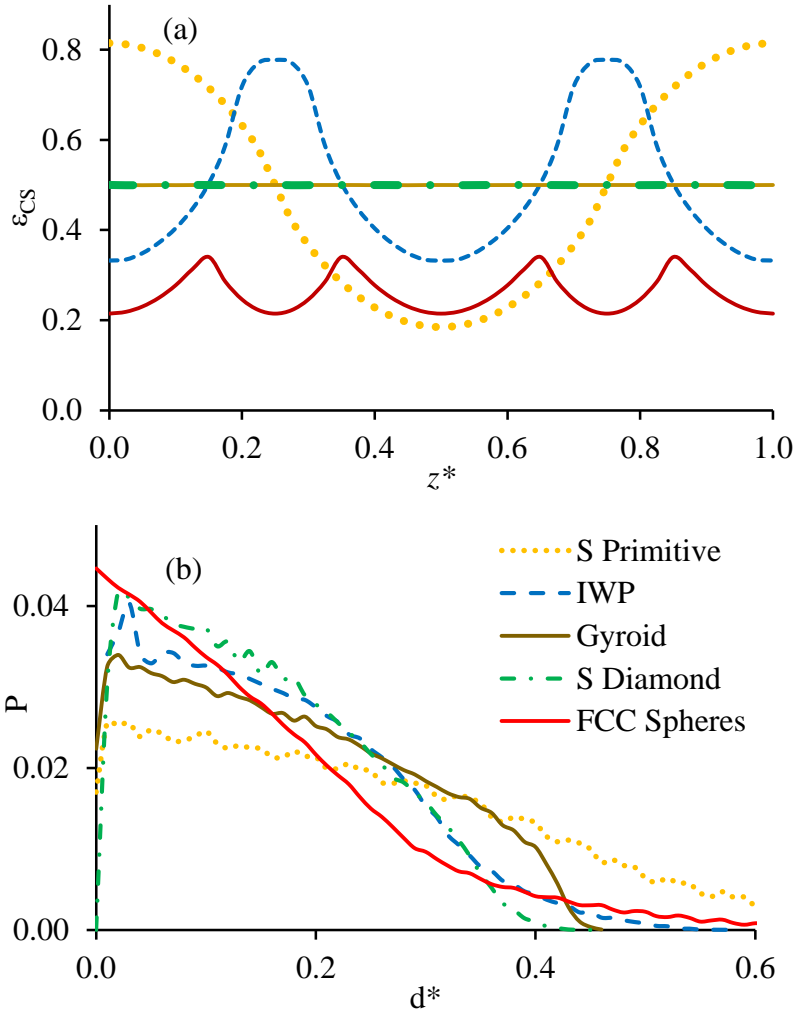 (a)
0.8
0.6
0.4
0.2
0.0
εCS
0.0 0.2 0.4 0.6 0.8 1.0
z*
(b)
S Primitive
IWP
Gyroid
S Diamond
FCC Spheres
0.04
0.02
0.00
P
0.0 0.2 0.4 0.6
d*